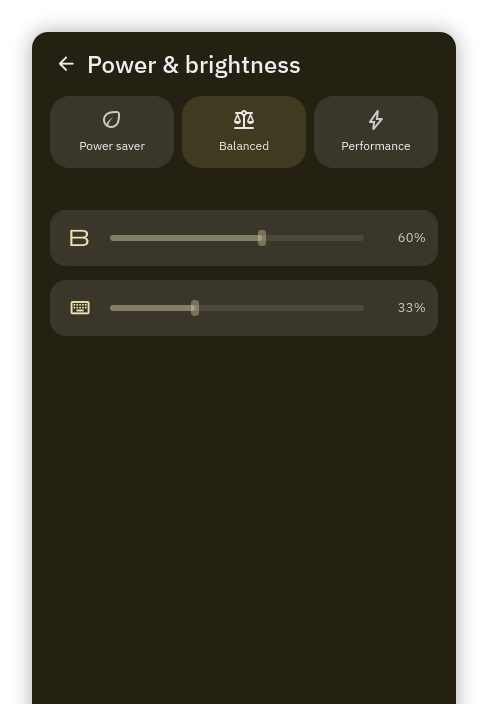 Power & brightness
Power saver
Balanced
Performance
B
60%
33%